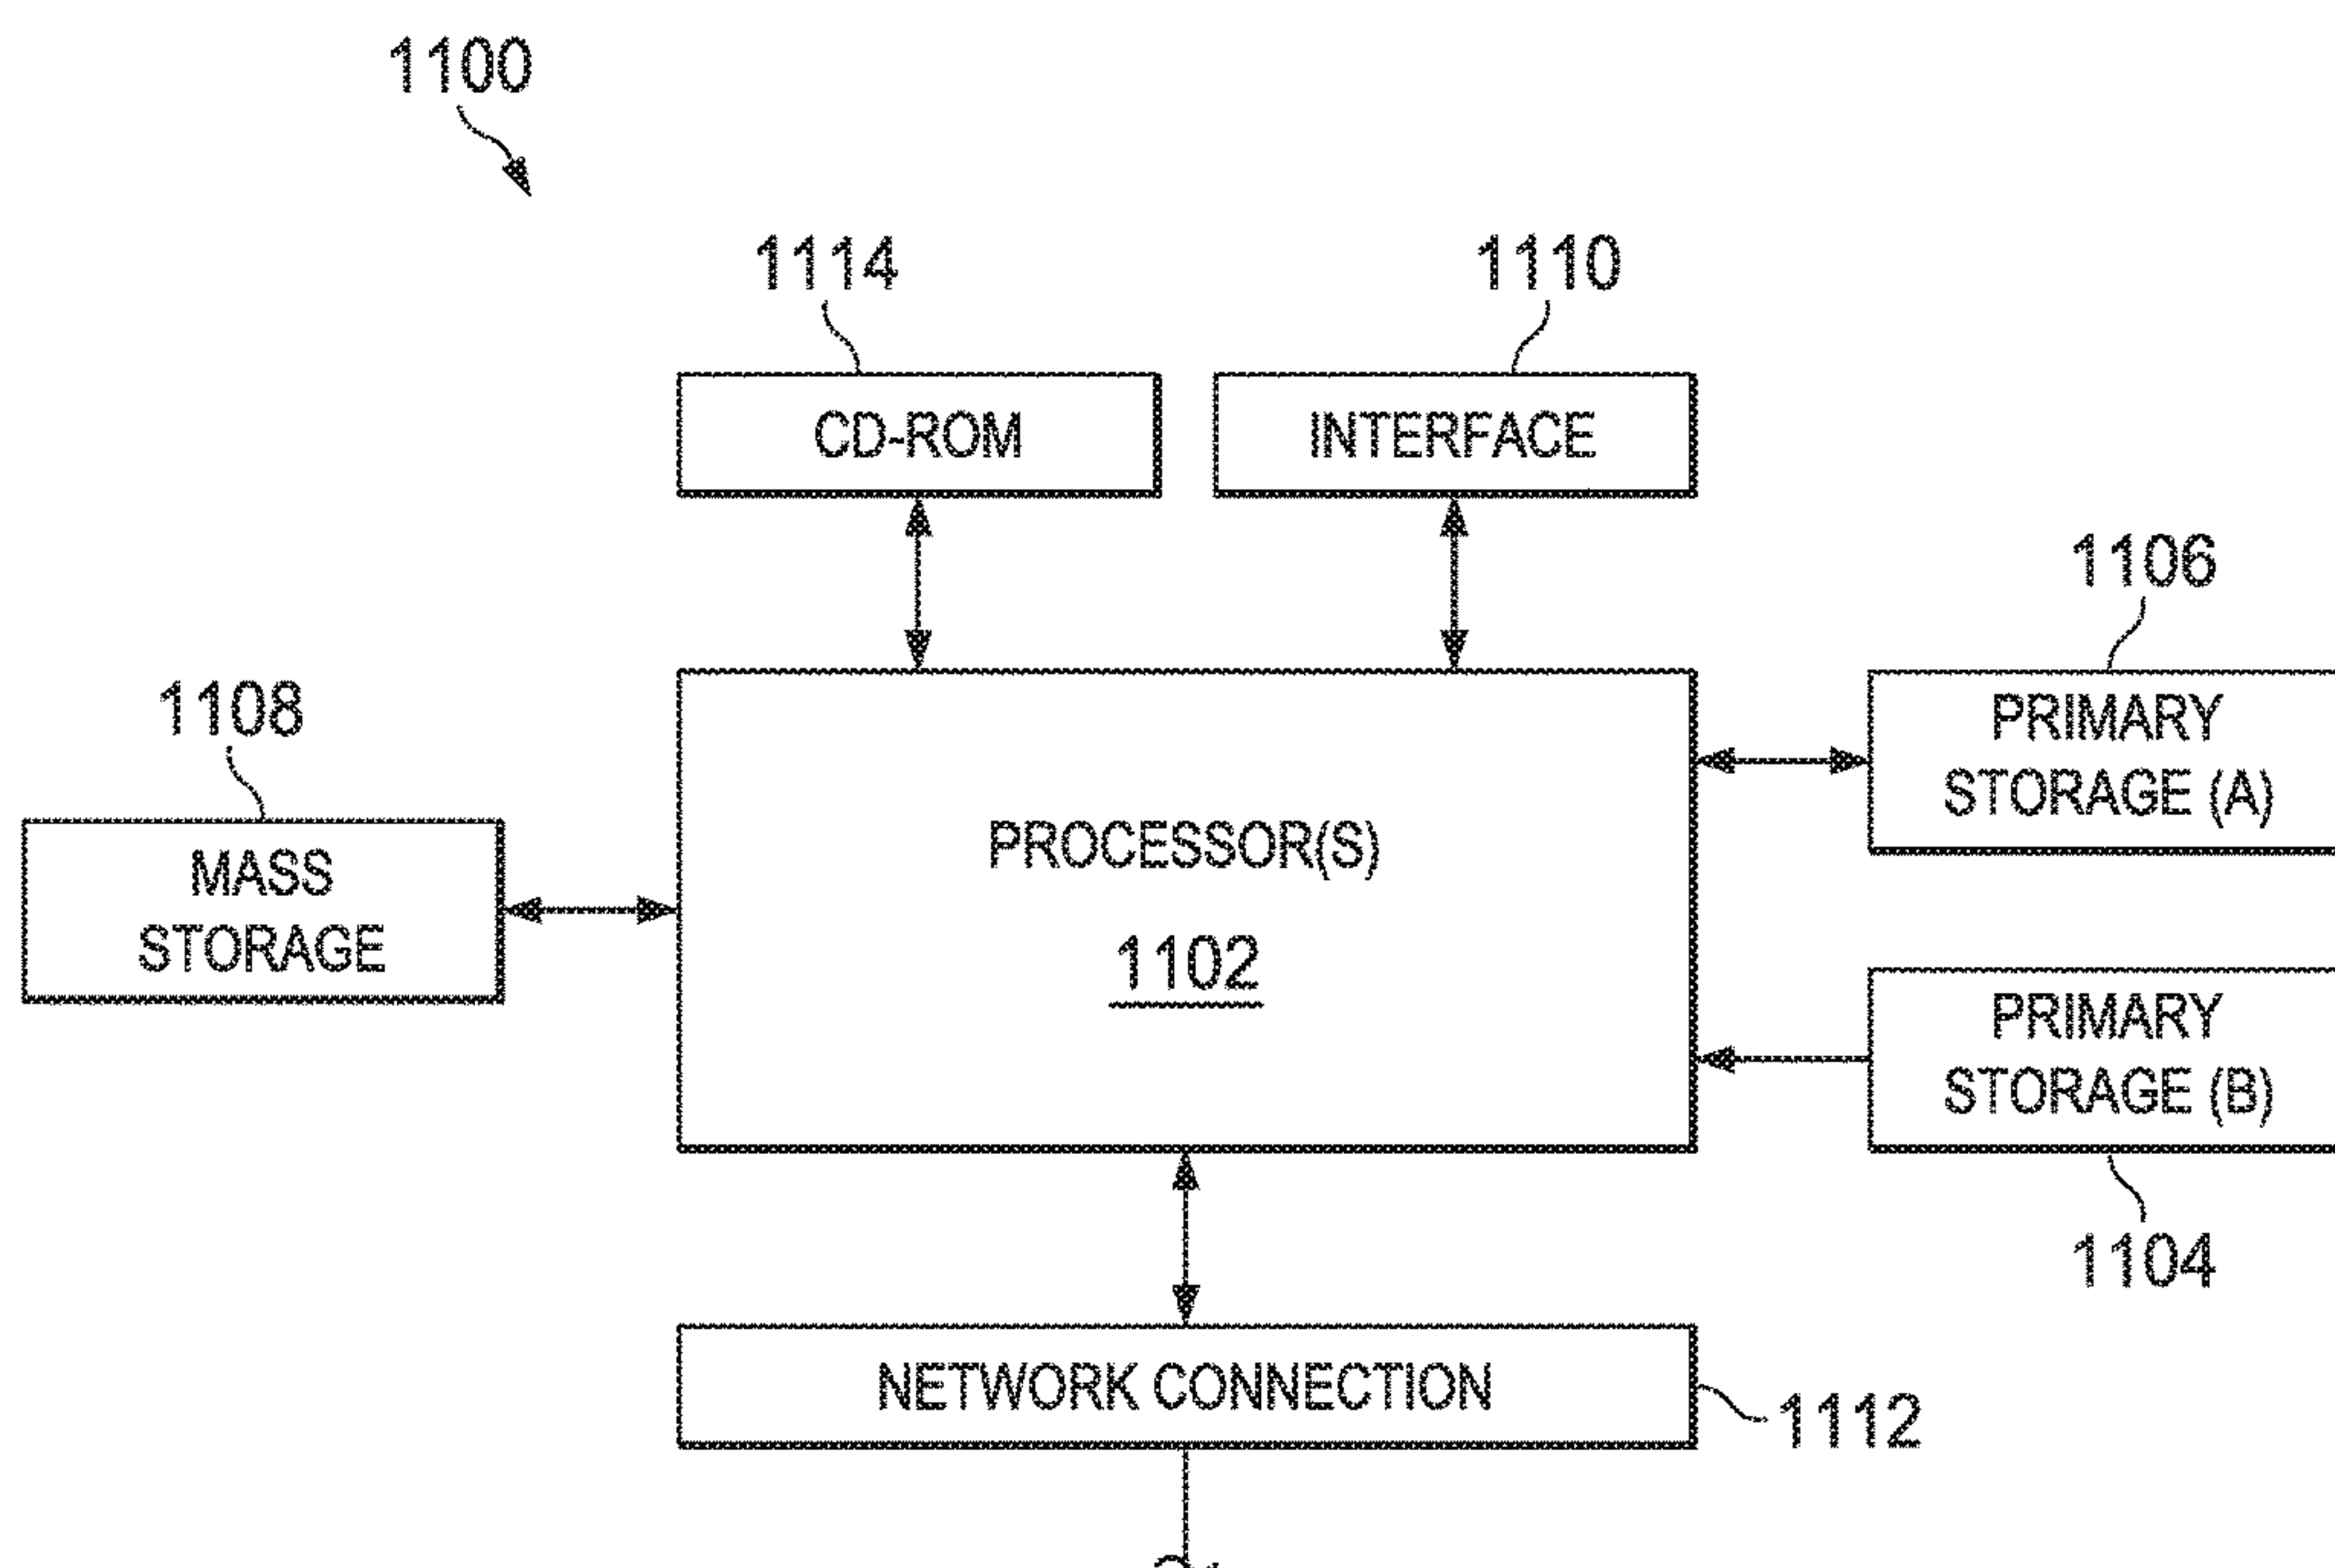 1100
1114
1110
CD-ROM
INTERFACE
1106
1108
PRIMARY
STORAGE (A)
MASS
STORAGE
PROCESSOR(S)
1102
PRIMARY
STORAGE (B)
1104
NETWORK CONNECTION
1112